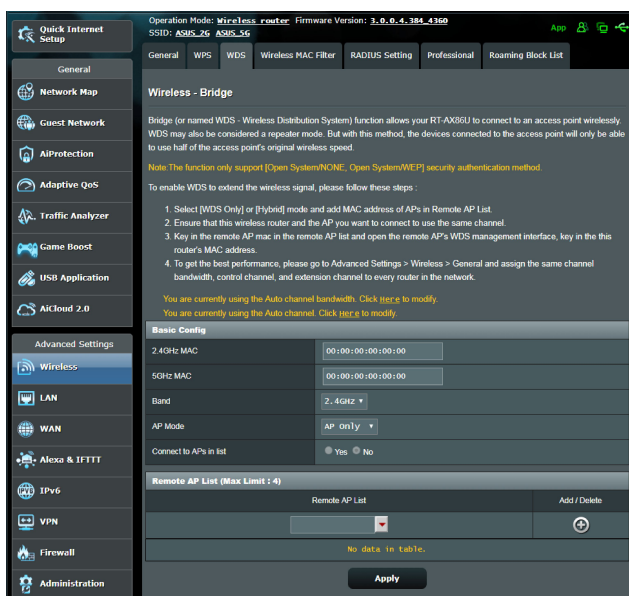 Quick Internet
Setup
General
Network Map
Guest Network
AiProtection
Adaptive QoS
Traffic Analyzer
Game Boost
USB Application
AiCloud 2.0
Advanced Settings
Wireless
LAN
WAN
Alexa & IFTTT
IPv6
VPN
Firewall
Administration
Operation Mode: Wireless router Firmware Version: 3.0.0.4.384_4360
SSID: ASUS_2G ASUS_5G
App
General WPS WDS Wireless MAC Filter RADIUS Setting Professional Roaming Block List
Wireless - Bridge
Bridge (or named WDS - Wireless Distribution System) function allows your RT-AX86U to connect to an access point wirelessly.
WDS may also be considered a repeater mode. But with this method, the devices connected to the access point will only be able
to use half of the access point's original wireless speed.
Note:The function only support [Open System/NONE, Open System/WEP] security authentication method.
To enable WDS to extend the wireless signal, please follow these steps :
1. Select [WDS Only] or [Hybrid] mode and add MAC address of APs in Remote AP List.
2. Ensure that this wireless router and the AP you want to connect to use the same channel.
3. Key in the remote AP mac in the remote AP list and open the remote AP's WDS management interface, key in the this
router's MAC address.
4. To get the best performance, please go to Advanced Settings > Wireless > General and assign the same channel
bandwidth, control channel, and extension channel to every router in the network.
You are currently using the Auto channel bandwidth. Click Here to modify.
You are currently using the Auto channel. Click Here to modify.
Basic Config
2.4GHz MAC 00:00:00:00:00:00
5GHz MAC 00:00:00:00:00:00
Band 2.4GHz
AP Mode AP Only
Connect to APs in list Yes No
Remote AP List (Max Limit : 4)
Remote AP List Add / Delete
No data in table.
Apply